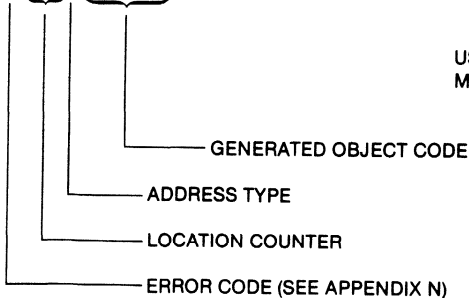 US
M
GENERATED OBJECT CODE
ADDRESS TYPE
LOCATION COUNTER
ERROR CODE (SEE APPENDIX N)